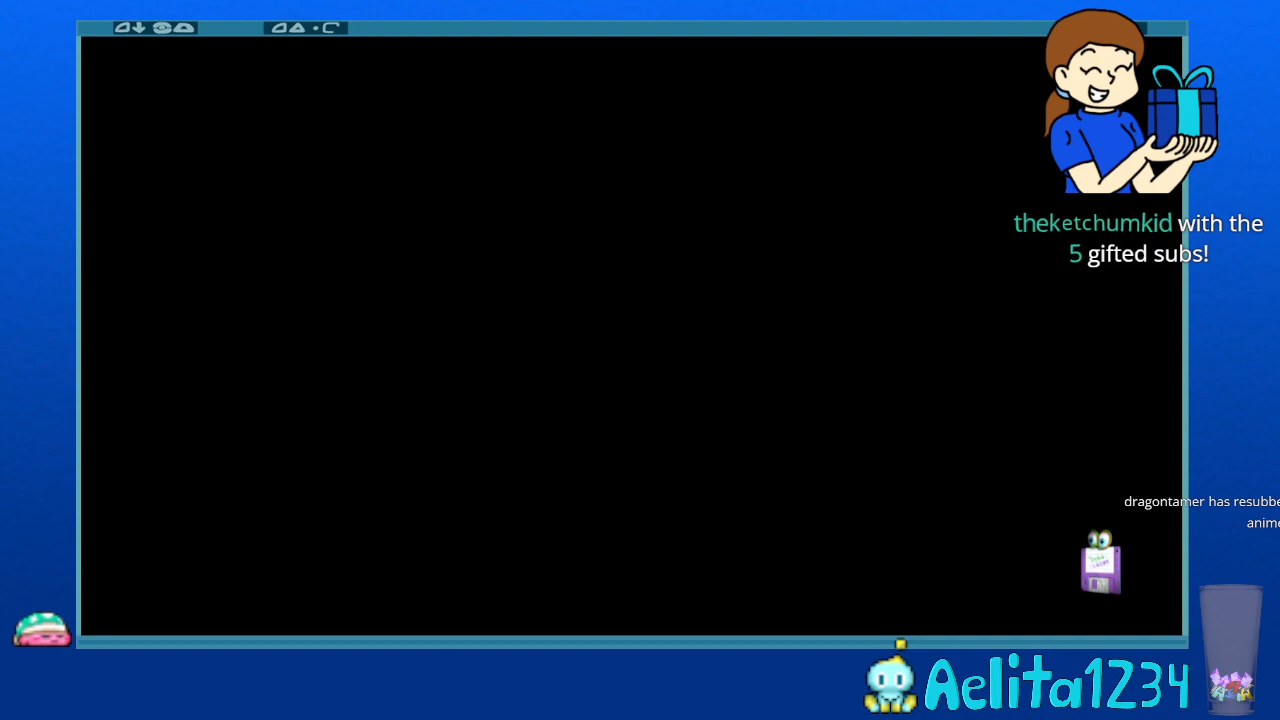 theketchumkid with the
5 gifted subs!
dragontamer has resubbe
anime
Aelita1234